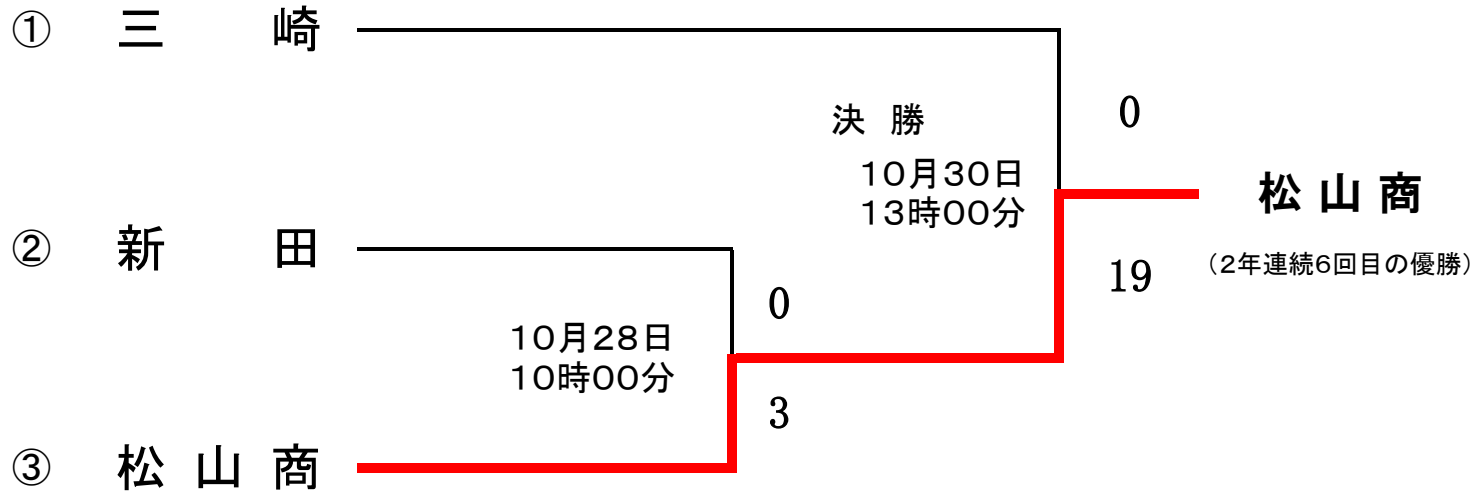 ① 三崎
0
決勝
10月30日
13時00分
松山商
(2年連続6回目の優勝)
② 新田
19
0
10月28日
10時00分
3
③ 松山商